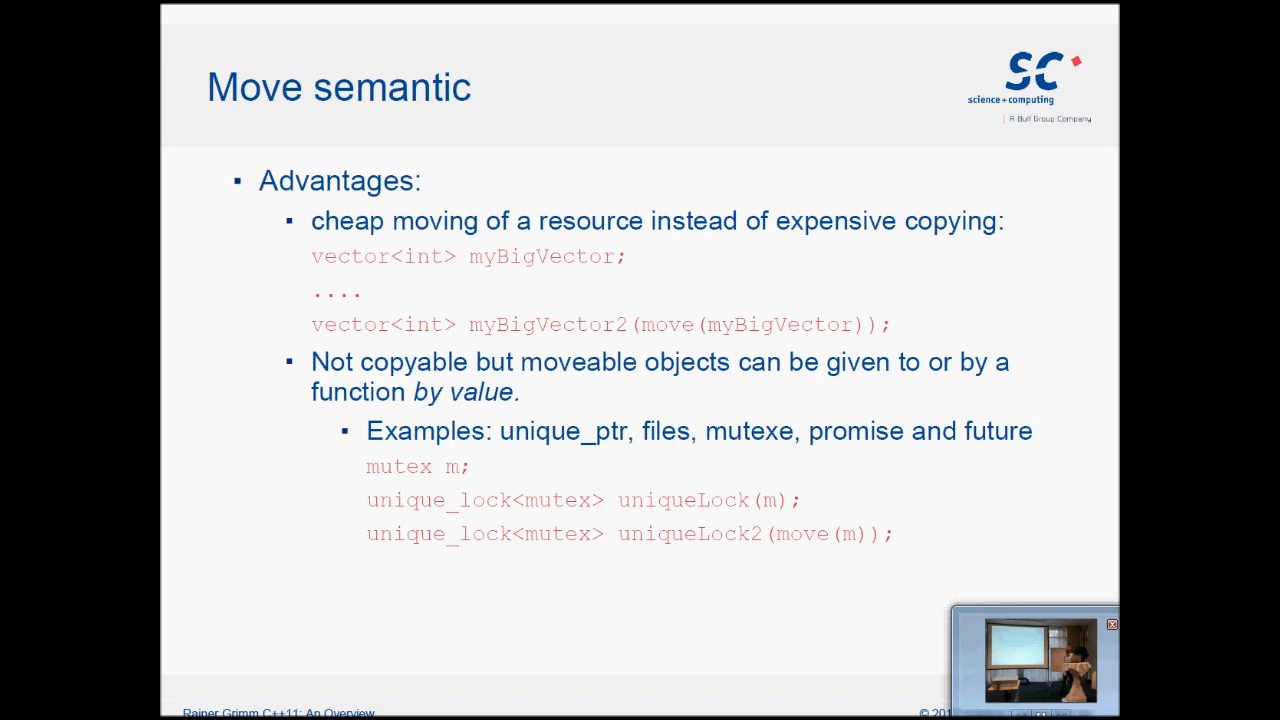 Move semantic
SC
science + computing
A Bull Group Company
▪ Advantages:
▪ cheap moving of a resource instead of expensive copying:
vector<int> myBigVector;
....
vector<int> myBigVector2(move(myBigVector));
▪ Not copyable but moveable objects can be given to or by a
function by value.
▪ Examples: unique_ptr, files, mutexe, promise and future
mutex m;
unique_lock<mutex> uniqueLock(m);
unique_lock<mutex> uniqueLock2(move(m));
Rainer Grimm C++11: An Overview
©